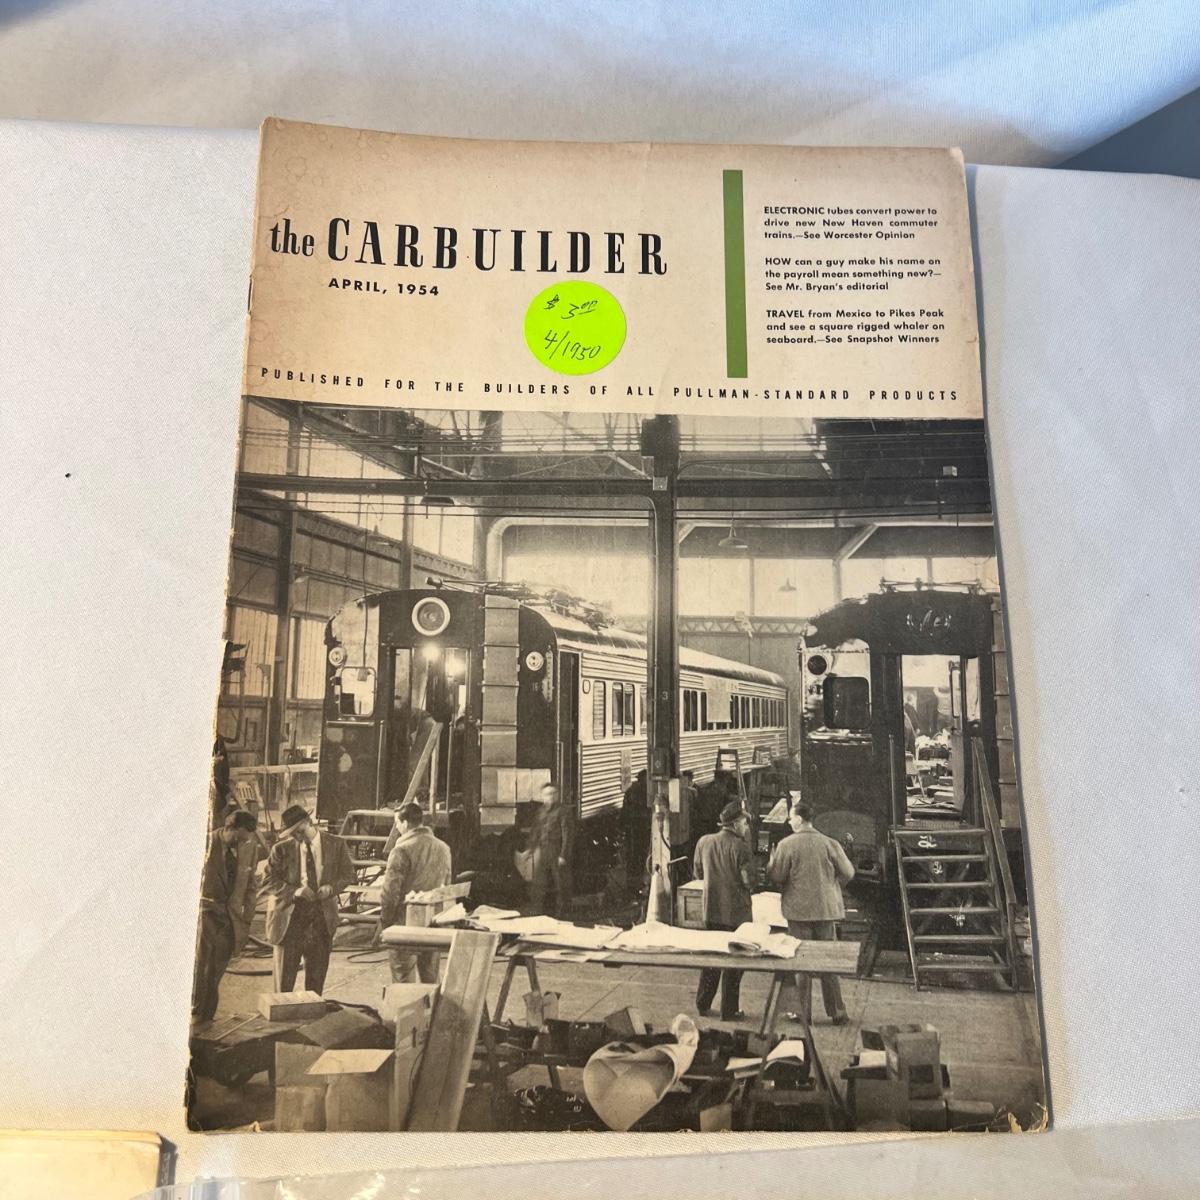 the CARBUILDER
APRIL, 1954
$ 3.00
4/1950
ELECTRONIC tubes convert power to
drive new New Haven commuter
trains.—See Worcester Opinion
HOW can a guy make his name on
the payroll mean something new?—
See Mr. Bryan's editorial
TRAVEL from Mexico to Pikes Peak
and see a square rigged whaler on
seaboard.—See Snapshot Winners
PUBLISHED FOR THE BUILDERS OF ALL PULLMAN-STANDARD PRODUCTS
3